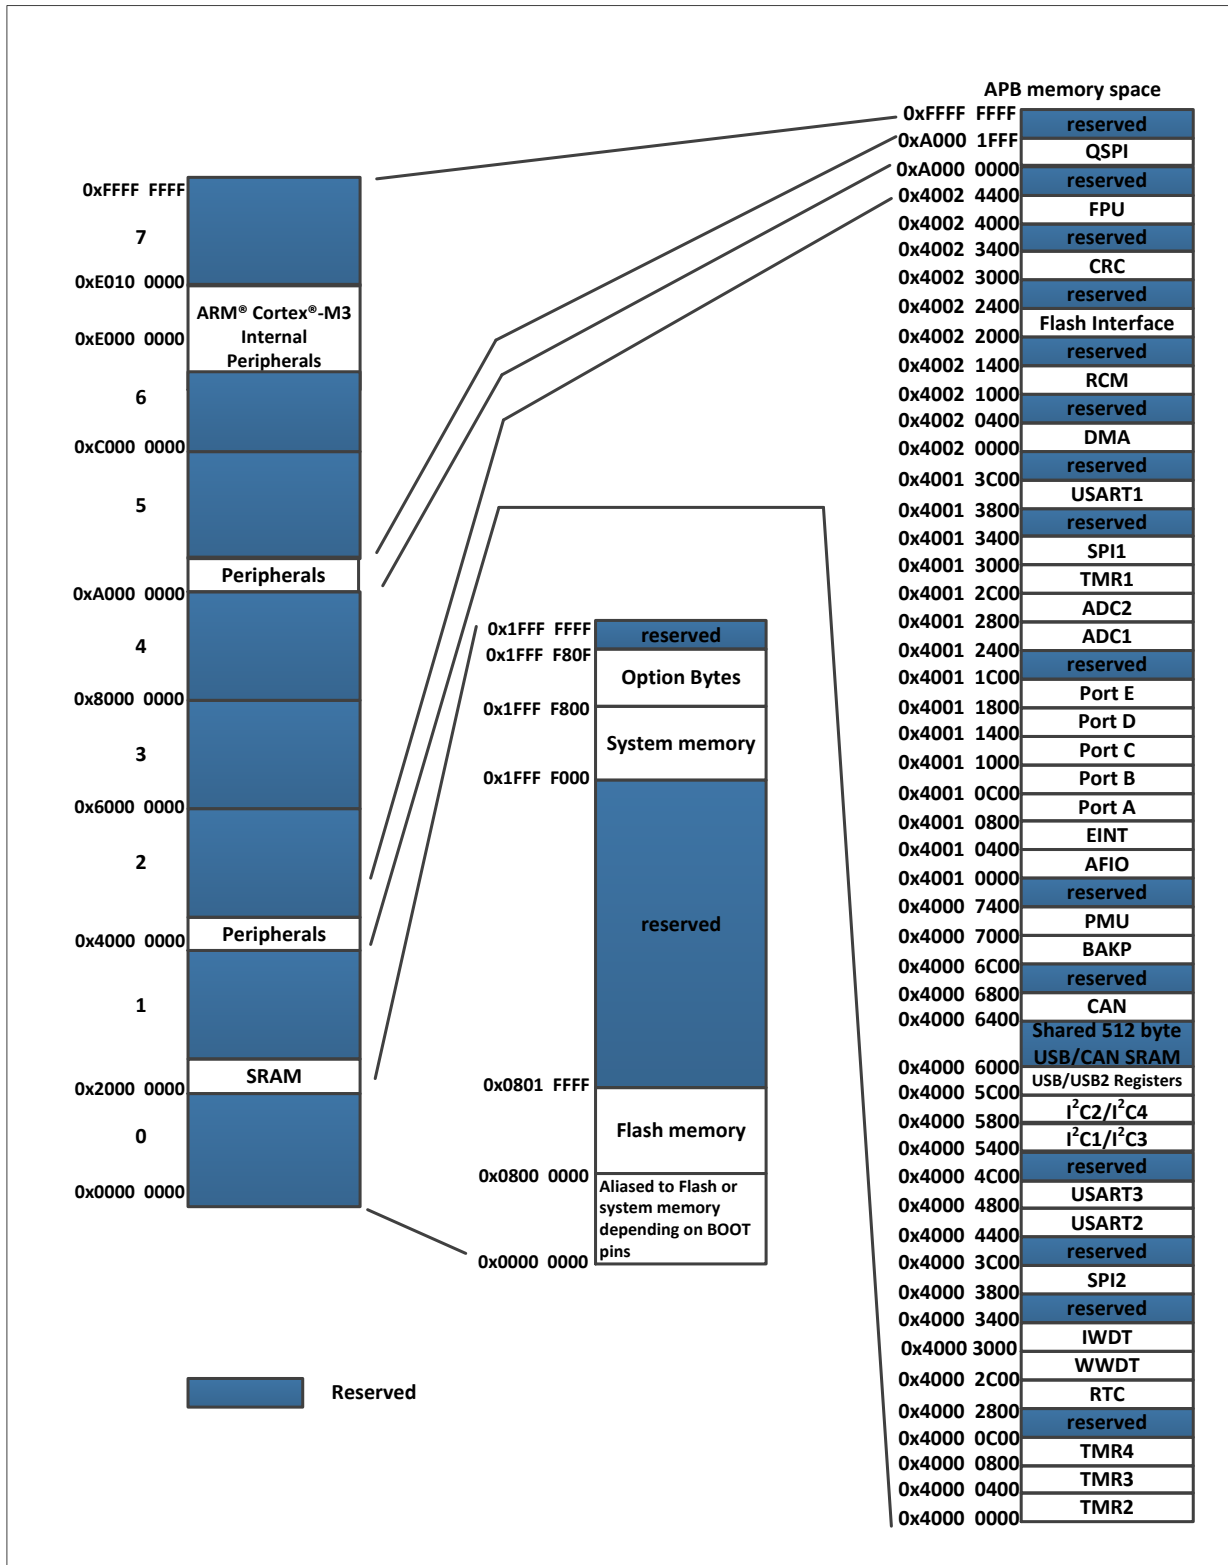 0xFFFF FFFF
7
0xE010 0000
ARM® Cortex®-M3
Internal
Peripherals
0xE000 0000
6
0xC000 0000
5
Peripherals
0xA000 0000
4
0x8000 0000
3
0x6000 0000
2
Peripherals
0x4000 0000
1
SRAM
0x2000 0000
0
0x0000 0000
Reserved
0x1FFF FFFF
reserved
0x1FFF F80F
Option Bytes
0x1FFF F800
System memory
0x1FFF F000
reserved
0x0801 FFFF
Flash memory
0x0800 0000
Aliased to Flash or
system memory
depending on BOOT
pins
0x0000 0000
APB memory space
0xFFFF FFFF
reserved
0xA000 1FFF
QSPI
0xA000 0000
reserved
0x4002 4400
FPU
0x4002 4000
reserved
0x4002 3400
CRC
0x4002 3000
reserved
0x4002 2400
Flash Interface
0x4002 2000
reserved
0x4002 1400
RCM
0x4002 1000
reserved
0x4002 0400
DMA
0x4002 0000
reserved
0x4001 3C00
USART1
0x4001 3800
reserved
0x4001 3400
SPI1
0x4001 3000
TMR1
0x4001 2C00
ADC2
0x4001 2800
ADC1
0x4001 2400
reserved
0x4001 1C00
Port E
0x4001 1800
Port D
0x4001 1400
Port C
0x4001 1000
Port B
0x4001 0C00
Port A
0x4001 0800
EINT
0x4001 0400
AFIO
0x4001 0000
reserved
0x4000 7400
PMU
0x4000 7000
BAKP
0x4000 6C00
reserved
0x4000 6800
CAN
0x4000 6400
Shared 512 byte
USB/CAN SRAM
0x4000 6000
USB/USB2 Registers
0x4000 5C00
I²C2/I²C4
0x4000 5800
I²C1/I²C3
0x4000 5400
reserved
0x4000 4C00
USART3
0x4000 4800
USART2
0x4000 4400
reserved
0x4000 3C00
SPI2
0x4000 3800
reserved
0x4000 3400
IWDT
0x4000 3000
WWDT
0x4000 2C00
RTC
0x4000 2800
reserved
0x4000 0C00
TMR4
0x4000 0800
TMR3
0x4000 0400
TMR2
0x4000 0000